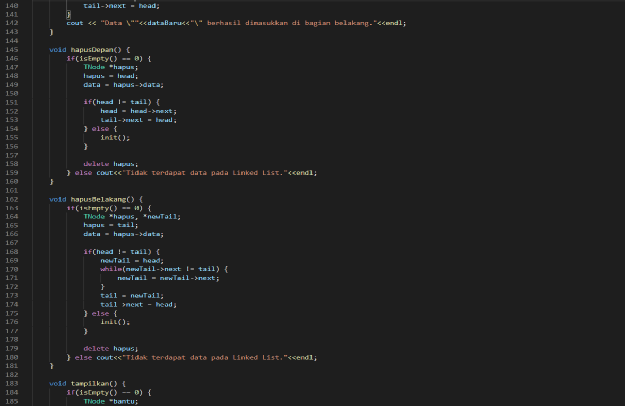 140 tail->next = head;
141 }
142 cout << "Data \""<<dataBaru<<"\" berhasil dimasukkan di bagian belakang."<<endl;
143 }
144
145 void hapusDepan() {
146 if(isEmpty() == 0) {
147 TNode *hapus;
148 hapus = head;
149 data = hapus->data;
150
151 if(head != tail) {
152 head = head->next;
153 tail->next = head;
154 } else {
155 init();
156 }
157
158 delete hapus;
159 } else cout<<"Tidak terdapat data pada Linked List."<<endl;
160 }
161
162 void hapusBelakang() {
163 if(isEmpty() == 0) {
164 TNode *hapus, *newTail;
165 hapus = tail;
166 data = hapus->data;
167
168 if(head != tail) {
169 newTail = head;
170 while(newTail->next != tail) {
171 newTail = newTail->next;
172 }
173 tail = newTail;
174 tail->next = head;
175 } else {
176 init();
177 }
178
179 delete hapus;
180 } else cout<<"Tidak terdapat data pada Linked List."<<endl;
181 }
182
183 void tampilkan() {
184 if(isEmpty() == 0) {
185 TNode *bantu;